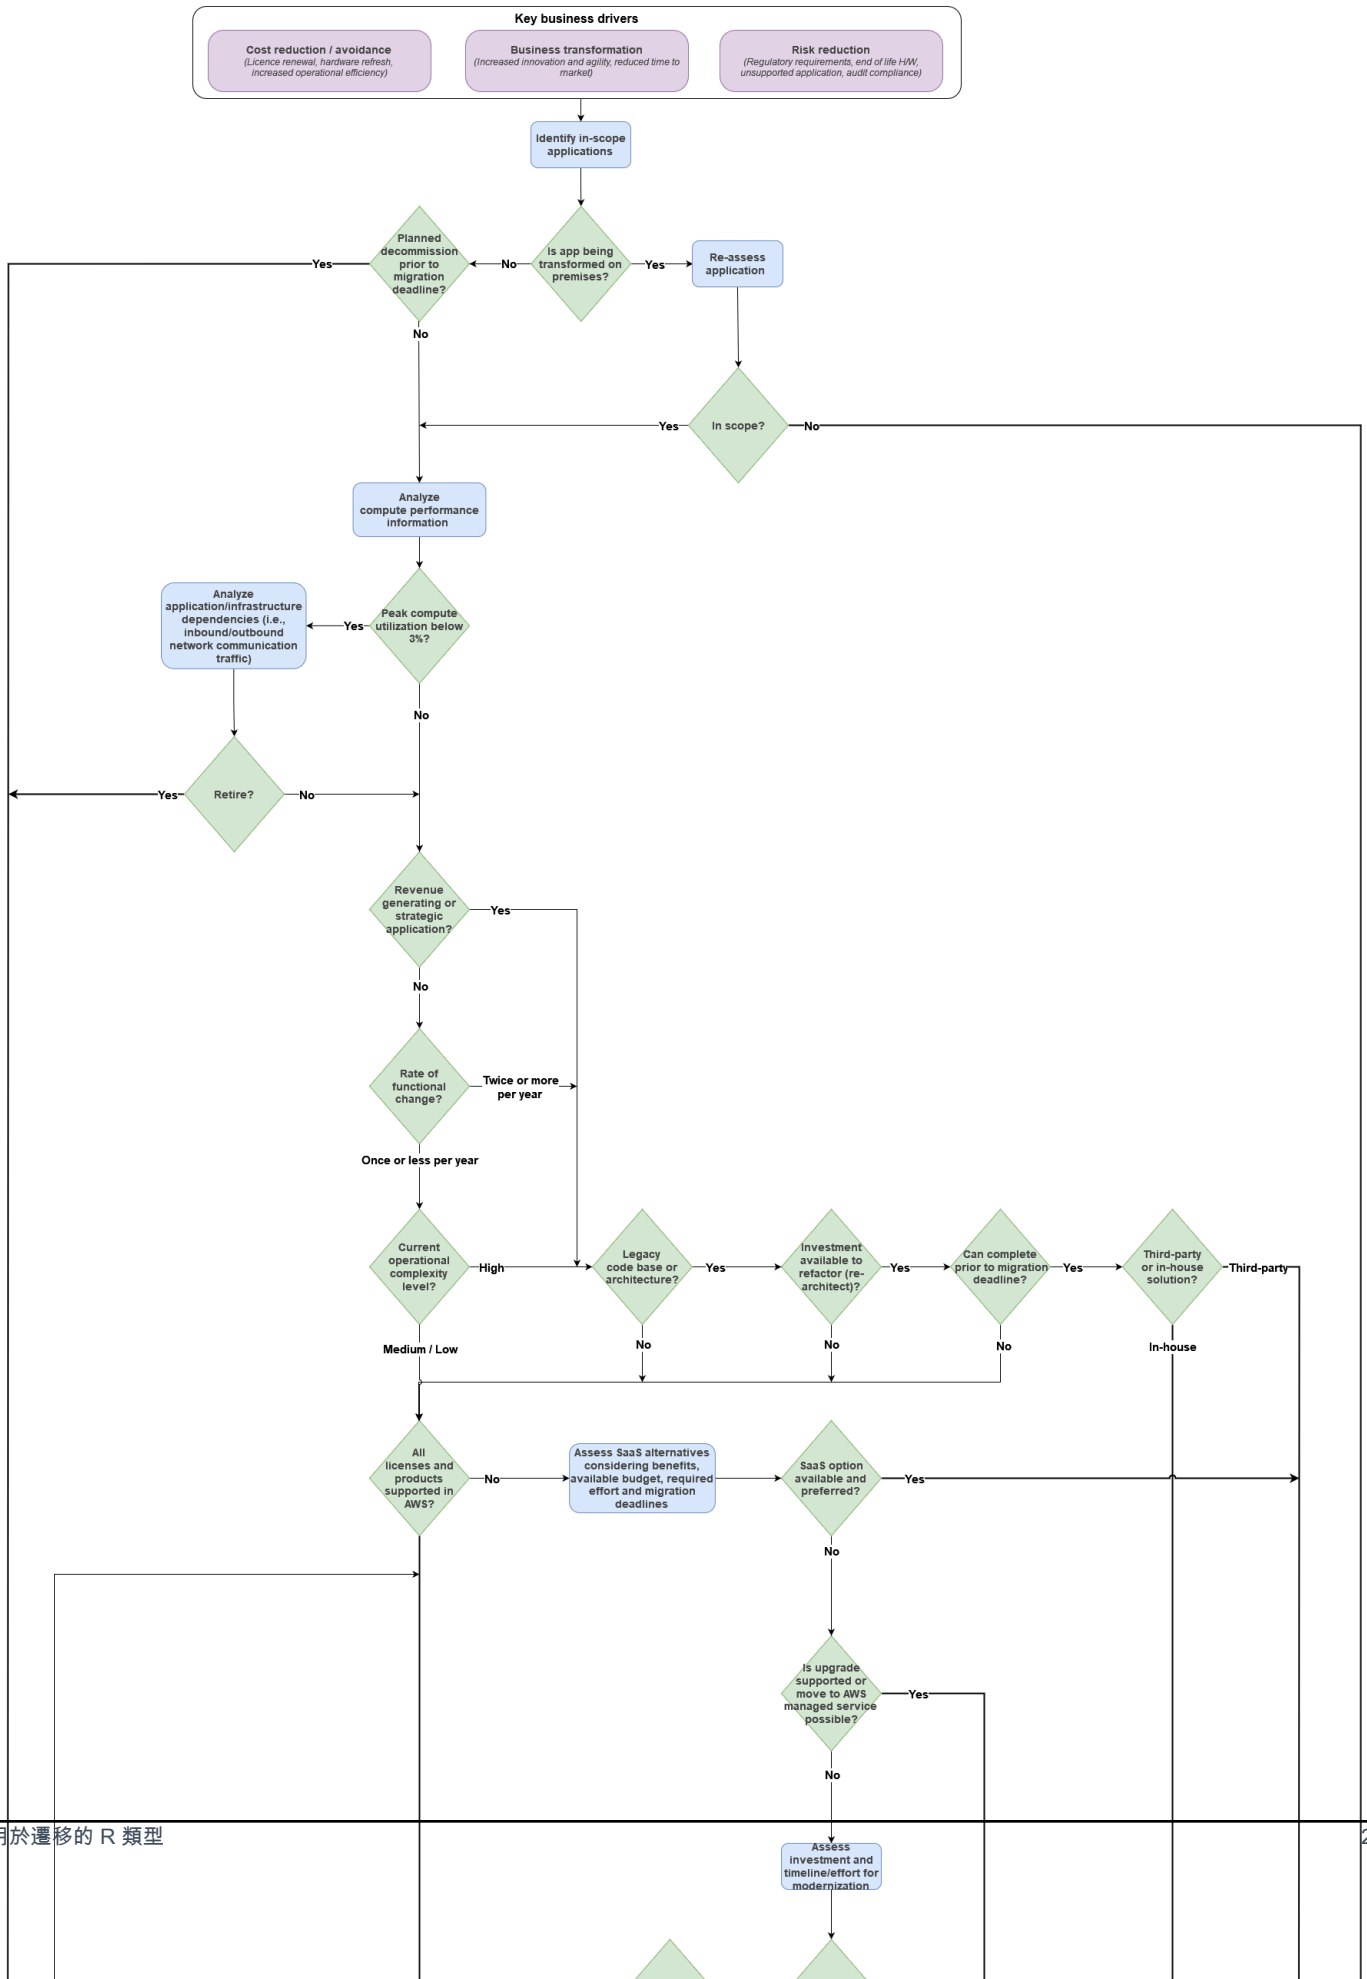 Key business drivers
Cost reduction / avoidance
(Licence renewal, hardware refresh,
increased operational efficiency)
Business transformation
(Increased innovation and agility, reduced time to
market)
Risk reduction
(Regulatory requirements, end of life H/W,
unsupported application, audit compliance)
Identify in-scope
applications
Planned
decommission
prior to
migration
deadline?
Is app being
transformed on
premises?
Re-assess
application
Yes
No
Yes
No
In scope?
Yes
No
Analyze
compute performance
information
Analyze
application/infrastructure
dependencies (i.e.,
inbound/outbound
network communication
traffic)
Yes
Peak compute
utilization below
3%?
No
Retire?
Yes
No
Revenue
generating or
strategic
application?
Yes
No
Rate of
functional
change?
Twice or more
per year
Once or less per year
Current
operational
complexity
level?
High
Legacy
code base or
architecture?
Yes
Investment
available to
refactor (re-
architect)?
Yes
Can complete
prior to migration
deadline?
Yes
Third-party
or in-house
solution?
Third-party
Medium / Low
No
No
No
In-house
All
licenses and
products
supported in
AWS?
No
Assess SaaS alternatives
considering benefits,
available budget, required
effort and migration
deadlines
SaaS option
available and
preferred?
Yes
No
Is upgrade
supported or
move to AWS
managed service
possible?
Yes
No
於遷移的 R 類型
Assess
investment and
timeline/effort for
modernization